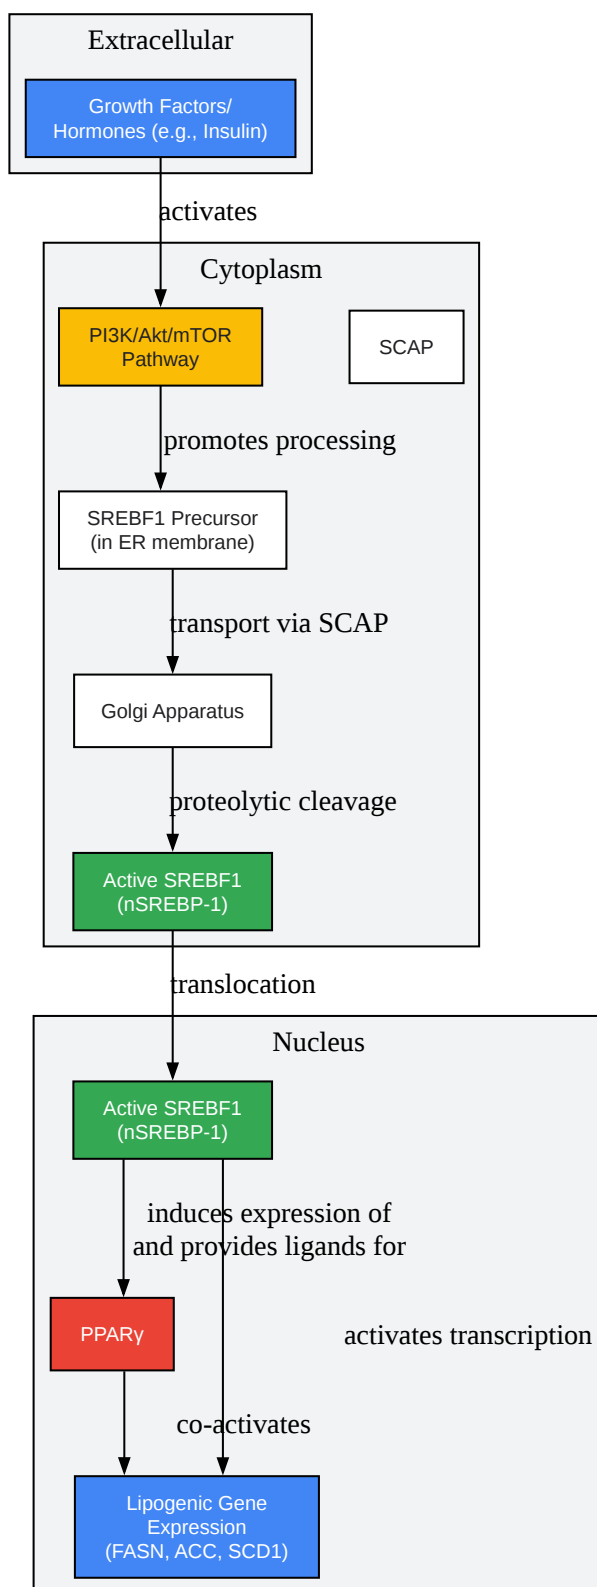 Extracellular
Growth Factors/
Hormones (e.g., Insulin)
activates
Cytoplasm
PI3K/Akt/mTOR
Pathway
SCAP
promotes processing
SREBF1 Precursor
(in ER membrane)
transport via SCAP
Golgi Apparatus
proteolytic cleavage
Active SREBF1
(nSREBP-1)
translocation
Nucleus
Active SREBF1
(nSREBP-1)
induces expression of
and provides ligands for
PPARγ
activates transcription
co-activates
Lipogenic Gene
Expression
(FASN, ACC, SCD1)